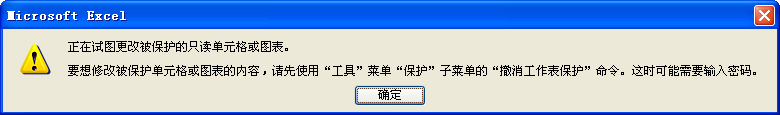 Microsoft Excel
正在试图更改被保护的只读单元格或图表。
要想修改被保护单元格或图表的内容，请先使用“工具”菜单“保护”子菜单的“撤消工作表保护”命令。这时可能需要输入密码。
确定